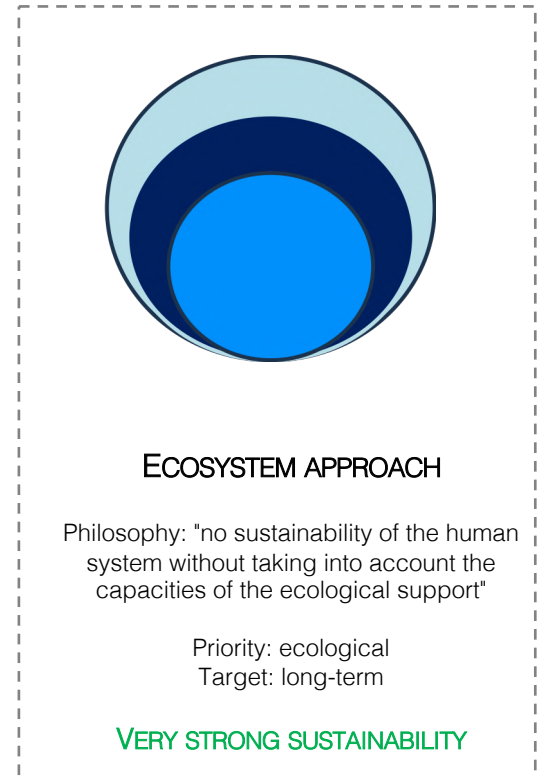 ECOSYSTEM APPROACH
Philosophy: "no sustainability of the human
system without taking into account the
capacities of the ecological support"
Priority: ecological
Target: long-term
VERY STRONG SUSTAINABILITY